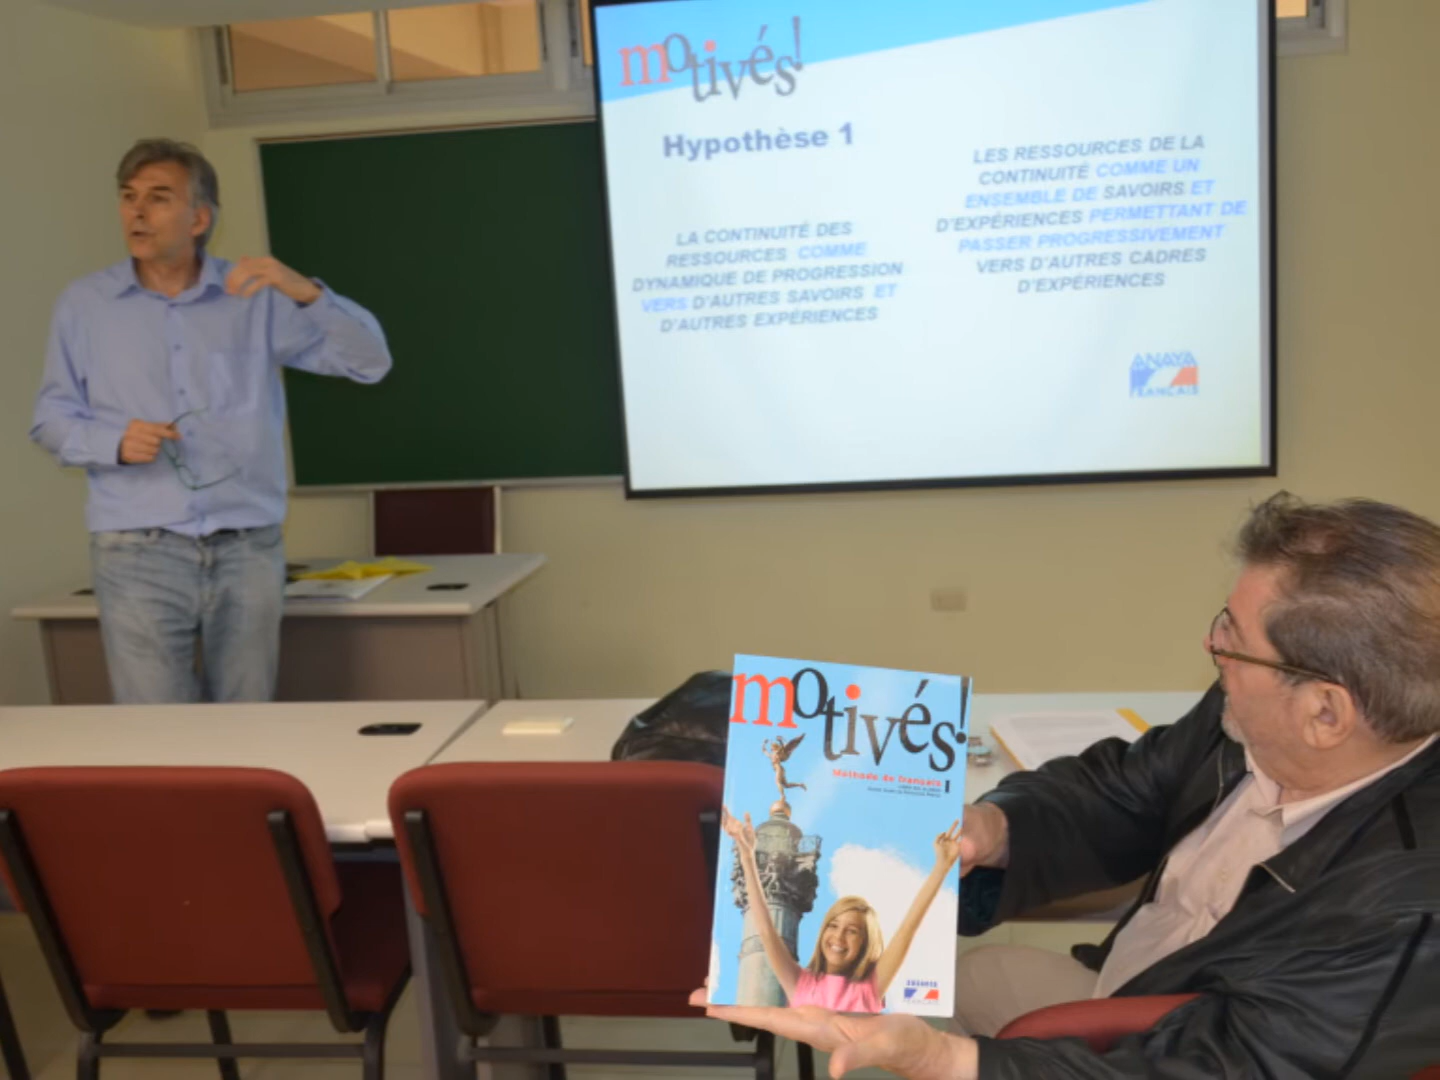 motivés!
Hypothèse 1
LA CONTINUITÉ DES
RESSOURCES COMME
DYNAMIQUE DE PROGRESSION
VERS D'AUTRES SAVOIRS ET
D'AUTRES EXPÉRIENCES
LES RESSOURCES DE LA
CONTINUITÉ COMME UN
ENSEMBLE DE SAVOIRS ET
D'EXPÉRIENCES PERMETTANT DE
PASSER PROGRESSIVEMENT
VERS D'AUTRES CADRES
D'EXPÉRIENCES
ANAYA
FRANÇAIS
motivés!
Méthode de français 1
FRANÇAIS